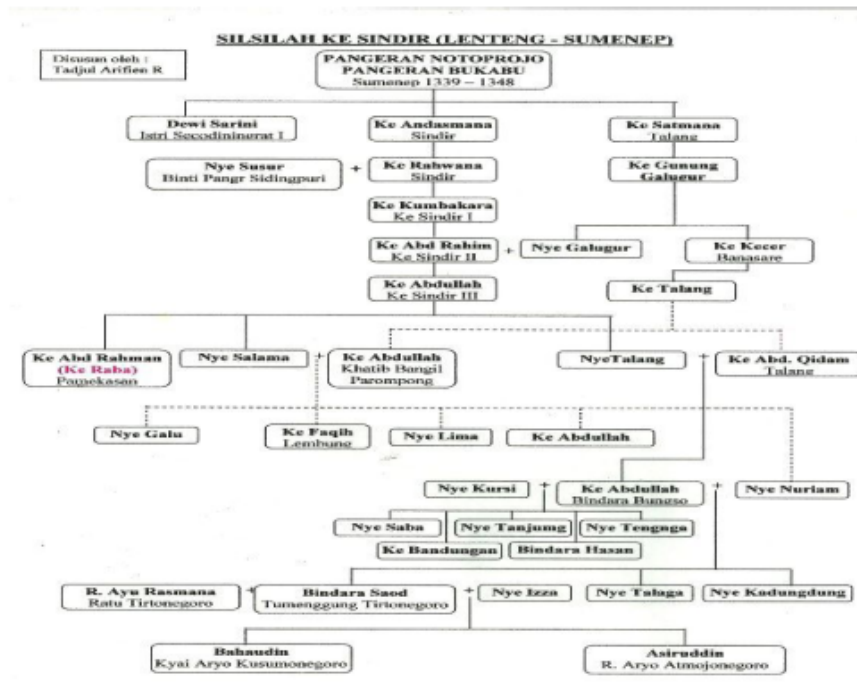 SILSILAH KE SINDIR (LENTENG - SUMENEP)
Disusun oleh :
Tadjul Arifien R
PANGERAN NOTOPROJO
PANGERAN BUKABU
Sumenep 1339 – 1348
Dewi Sarini
Istri Secodiningrat I
Ke Andasmana
Sindir
Ke Satmana
Talang
Nye Susur
Binti Pangr Sidingpuri
+
Ke Rahwana
Sindir
Ke Gunung
Galugur
Ke Kumbakara
Ke Sindir I
Ke Abd Rahim
Ke Sindir II
+
Nye Galugur
Ke Kecer
Banasare
Ke Abdullah
Ke Sindir III
Ke Talang
Ke Abd Rahman
(Ke Raba)
Pamekasan
Nye Salama
+
Ke Abdullah
Khatib Bangil
Parompong
NyeTalang
+
Ke Abd. Qidam
Talang
Nye Galu
Ke Faqih
Lembung
Nye Lima
Ke Abdullah
Nye Kursi
+
Ke Abdullah
Bindara Bungso
+
Nye Nuriam
Nye Saba
Nye Tanjumg
Nye Tengnga
Ke Bandungan
Bindara Hasan
R. Ayu Rasmana
Ratu Tirtonegoro
+
Bindara Saod
Tumenggung Tirtonegoro
+
Nye Izza
Nye Talaga
Nye Kadungdung
Bahaudin
Kyai Aryo Kusumonegoro
Asiruddin
R. Aryo Atmojonegoro